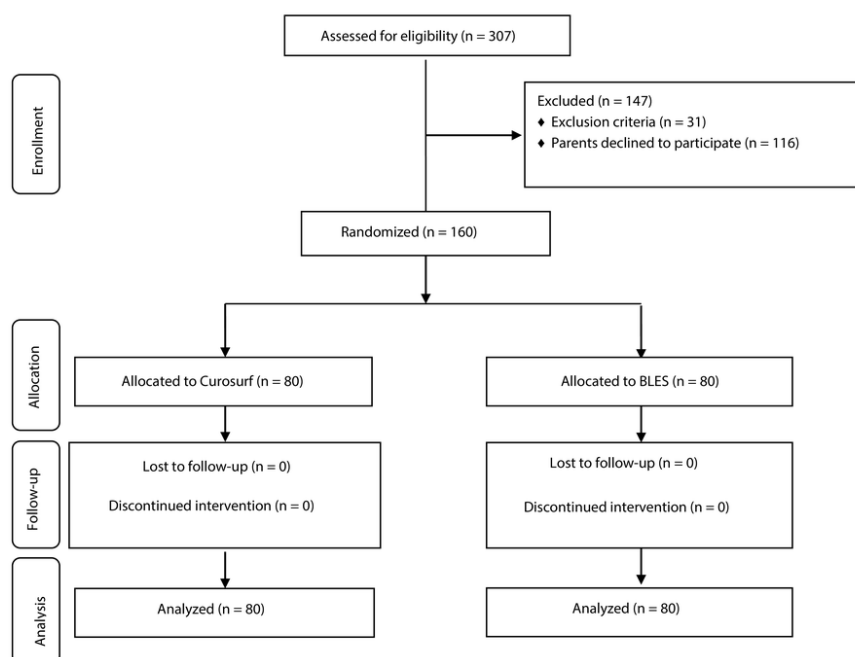 Assessed for eligibility (n = 307)
Enrollment
Excluded (n = 147)
♦ Exclusion criteria (n = 31)
♦ Parents declined to participate (n = 116)
Randomized (n = 160)
Allocation
Allocated to Curosurf (n = 80)
Allocated to BLES (n = 80)
Follow-up
Lost to follow-up (n = 0)
Discontinued intervention (n = 0)
Lost to follow-up (n = 0)
Discontinued intervention (n = 0)
Analysis
Analyzed (n = 80)
Analyzed (n = 80)